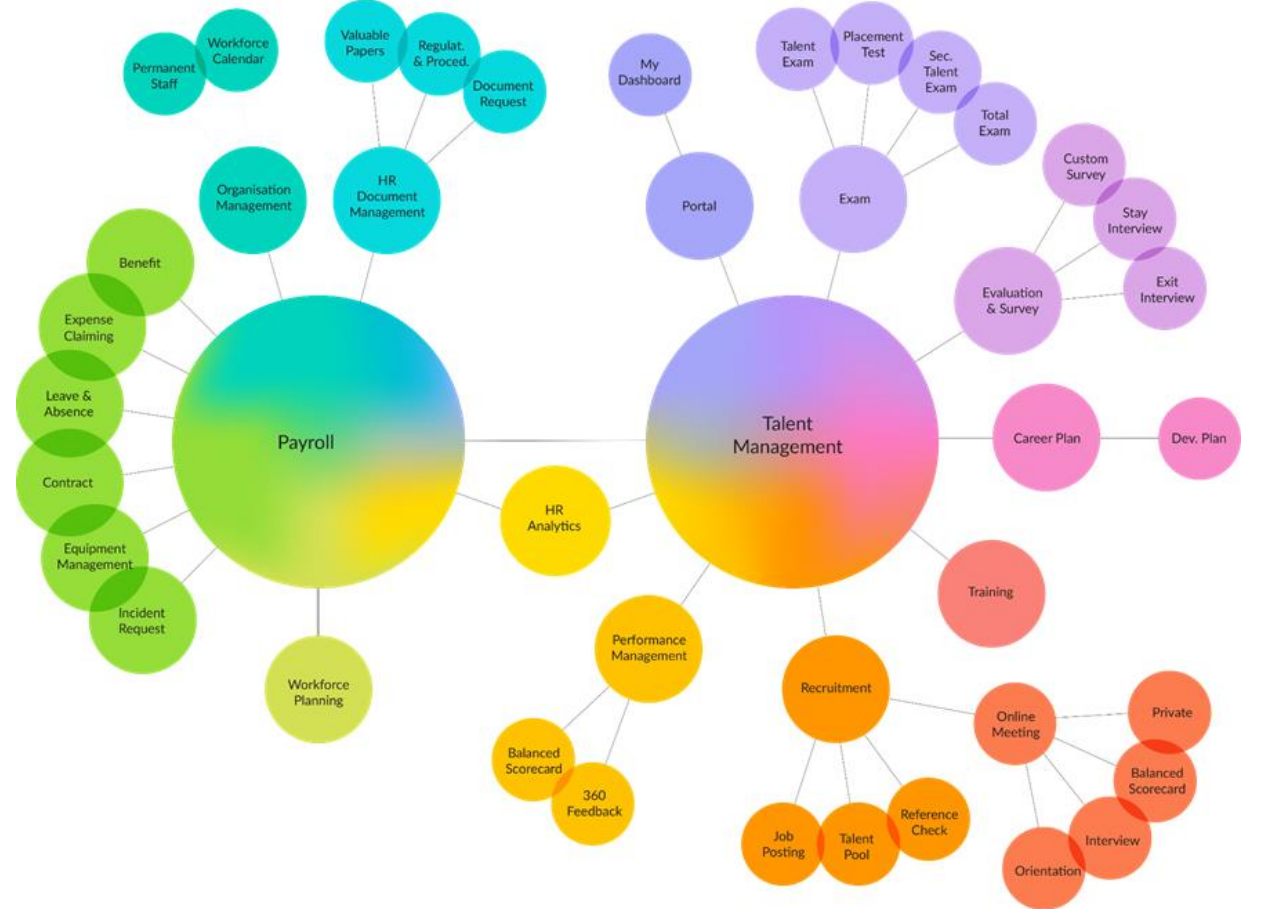 Permanent
Staff
Workforce
Calendar
Valuable
Papers
Regulat.
& Proced.
Document
Request
Organisation
Management
HR
Document
Management
Benefit
Expense
Claiming
Leave &
Absence
Contract
Equipment
Management
Incident
Request
Payroll
Workforce
Planning
HR
Analytics
My
Dashboard
Portal
Talent
Exam
Placement
Test
Sec.
Talent
Exam
Total
Exam
Exam
Custom
Survey
Stay
Interview
Exit
Interview
Evaluation
& Survey
Talent
Management
Career Plan
Dev. Plan
Training
Performance
Management
Balanced
Scorecard
360
Feedback
Recruitment
Job
Posting
Talent
Pool
Reference
Check
Online
Meeting
Private
Balanced
Scorecard
Interview
Orientation